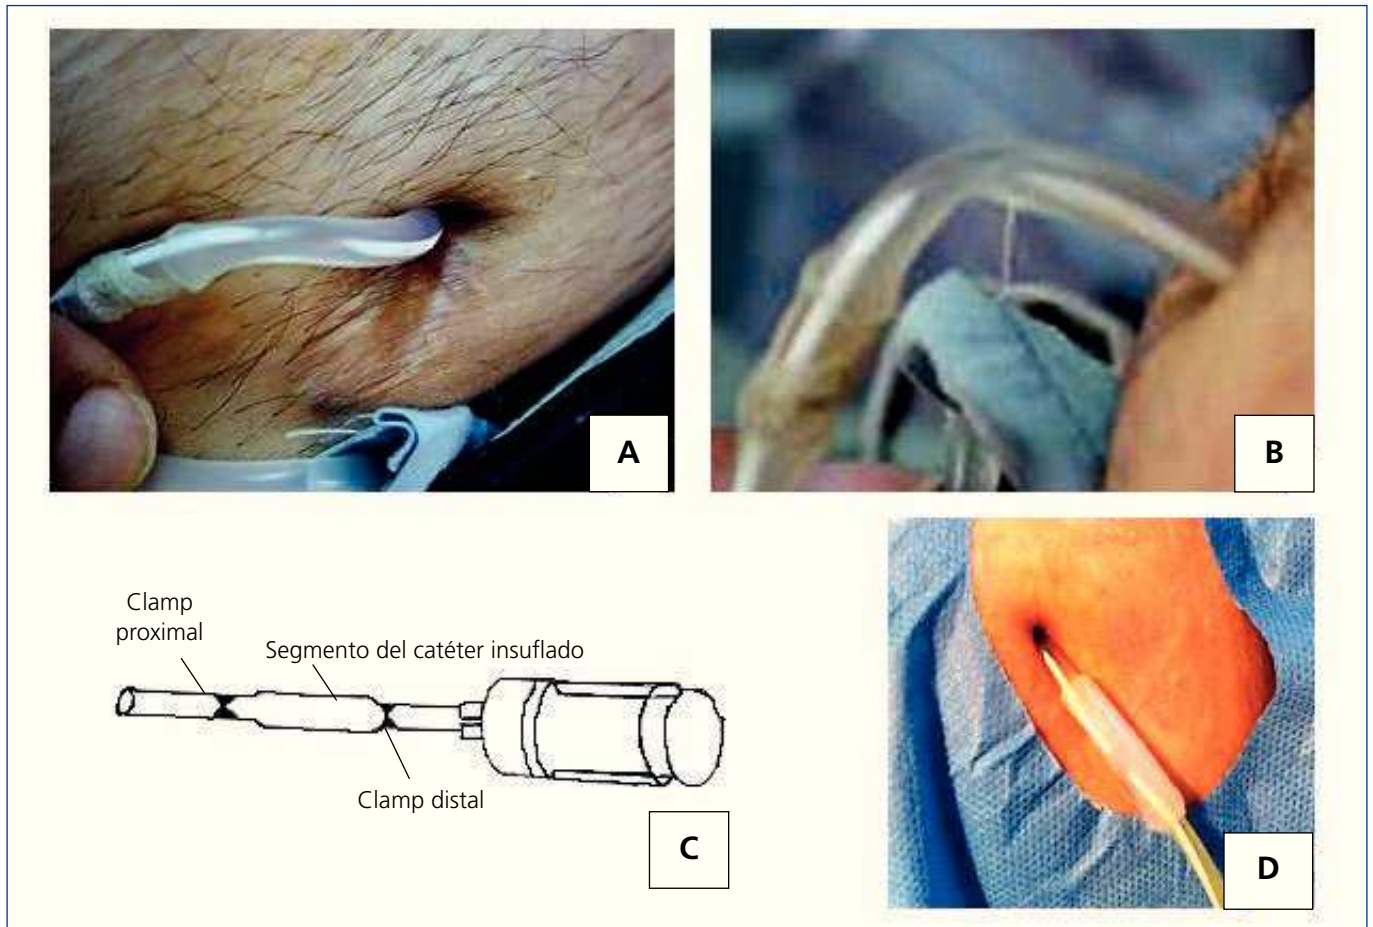 A
B
Clamp
proximal
Segmento del catéter insuflado
Clamp distal
C
D